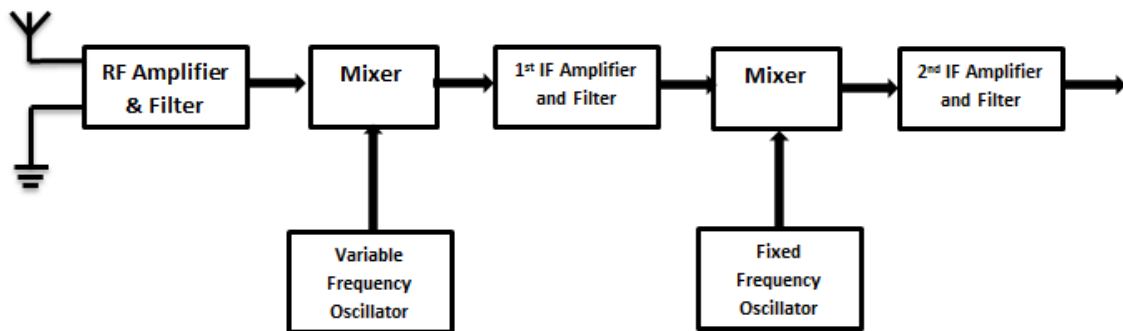 RF Amplifier
& Filter
Mixer
1st IF Amplifier
and Filter
Mixer
2nd IF Amplifier
and Filter
Variable
Frequency
Oscillator
Fixed
Frequency
Oscillator